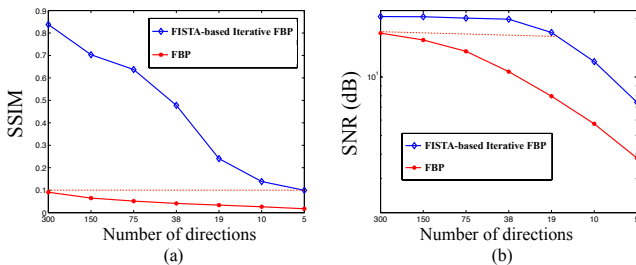 0.9
0.8
0.7
0.6
0.5
0.4
0.3
0.2
0.1
0
SSIM
FISTA-based Iterative FBP
FBP
300 150 75 38 19 10 5
Number of directions
(a)
SNR (dB)
10¹
FISTA-based Iterative FBP
FBP
300 150 75 38 19 10 5
Number of directions
(b)